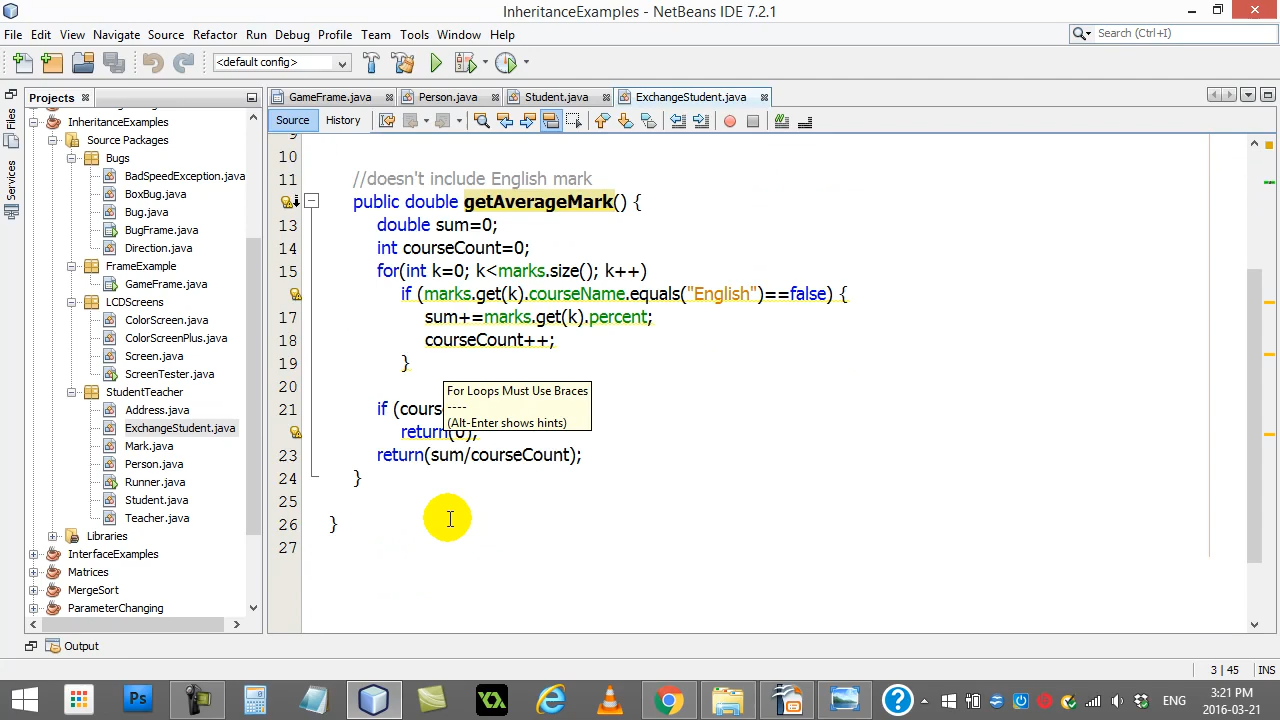 InheritanceExamples - NetBeans IDE 7.2.1
File Edit View Navigate Source Refactor Run Debug Profile Team Tools Window Help
Search (Ctrl+I)
<default config>
Projects
GameFrame.java Person.java Student.java ExchangeStudent.java
Source History
Files
Services
InheritanceExamples
Source Packages
Bugs
BadSpeedException.java
BoxBug.java
Bug.java
BugFrame.java
Direction.java
FrameExample
GameFrame.java
LCDScreens
ColorScreen.java
ColorScreenPlus.java
Screen.java
ScreenTester.java
StudentTeacher
Address.java
ExchangeStudent.java
Mark.java
Person.java
Runner.java
Student.java
Teacher.java
Libraries
InterfaceExamples
Matrices
MergeSort
ParameterChanging
9
10
11 //doesn't include English mark
public double getAverageMark() {
13 double sum=0;
14 int courseCount=0;
15 for(int k=0; k<marks.size(); k++)
if (marks.get(k).courseName.equals("English")==false) {
17 sum+=marks.get(k).percent;
18 courseCount++;
19 }
20
21 if (cours
return(0);
23 return(sum/courseCount);
24 }
25
26 }
27
For Loops Must Use Braces
----
(Alt-Enter shows hints)
Output
3 | 45 INS
Ps
ENG
3:21 PM
2016-03-21